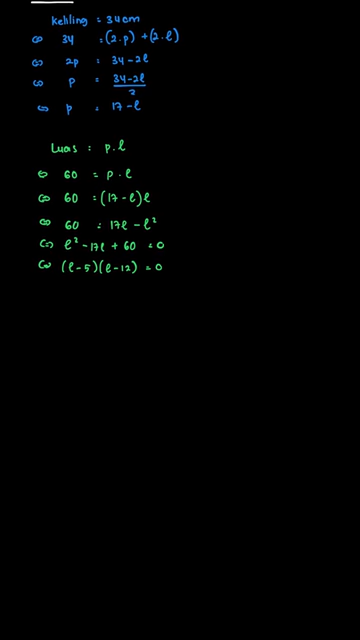 Keliling = 34 cm
⇔ 34 = (2.p) + (2.l)
⇔ 2p = 34 - 2l
⇔ p = (34 - 2l)/2
⇔ p = 17 - l
Luas = p.l
⇔ 60 = p . l
⇔ 60 = (17 - l) l
⇔ 60 = 17l - l²
⇔ l² - 17l + 60 = 0
⇔ (l - 5)(l - 12) = 0